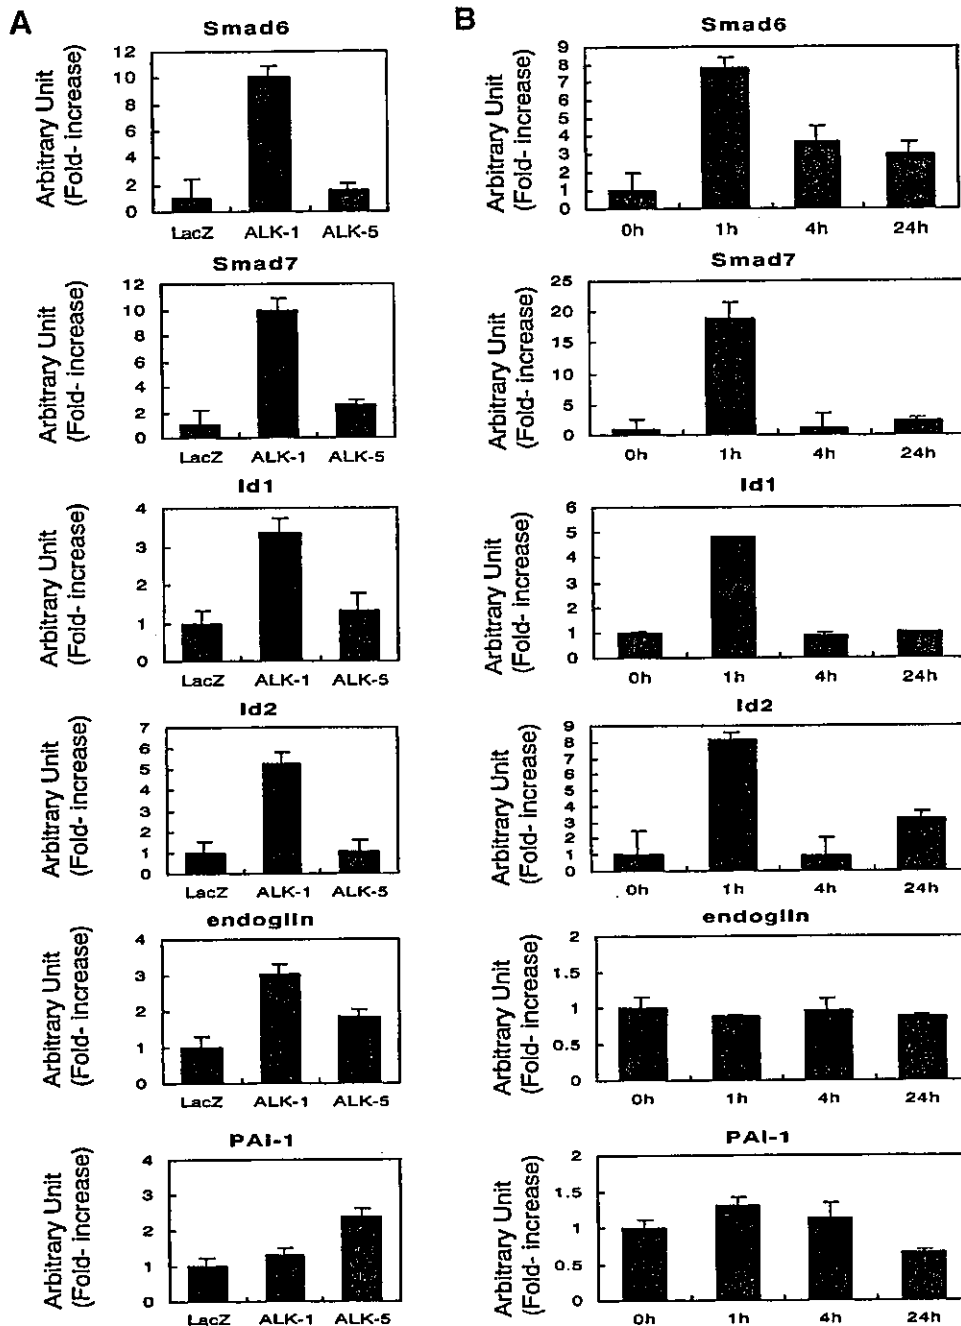 A
Smad6
Arbitrary Unit
(Fold- increase)
12
10
8
6
4
2
0
LacZ ALK-1 ALK-5
Smad7
Arbitrary Unit
(Fold- increase)
12
10
8
6
4
2
0
LacZ ALK-1 ALK-5
Id1
Arbitrary Unit
(Fold- increase)
4
3
2
1
0
LacZ ALK-1 ALK-5
Id2
Arbitrary Unit
(Fold- increase)
7
6
5
4
3
2
1
0
LacZ ALK-1 ALK-5
endoglin
Arbitrary Unit
(Fold- increase)
4
3
2
1
0
LacZ ALK-1 ALK-5
PAI-1
Arbitrary Unit
(Fold- increase)
4
3
2
1
0
LacZ ALK-1 ALK-5
B
Smad6
Arbitrary Unit
(Fold- increase)
9
8
7
6
5
4
3
2
1
0
0h 1h 4h 24h
Smad7
Arbitrary Unit
(Fold- increase)
25
20
15
10
5
0
0h 1h 4h 24h
Id1
Arbitrary Unit
(Fold- increase)
6
5
4
3
2
1
0
0h 1h 4h 24h
Id2
Arbitrary Unit
(Fold- increase)
9
8
7
6
5
4
3
2
1
0
0h 1h 4h 24h
endoglin
Arbitrary Unit
(Fold- increase)
2
1.5
1
0.5
0
0h 1h 4h 24h
PAI-1
Arbitrary Unit
(Fold- increase)
2
1.5
1
0.5
0
0h 1h 4h 24h